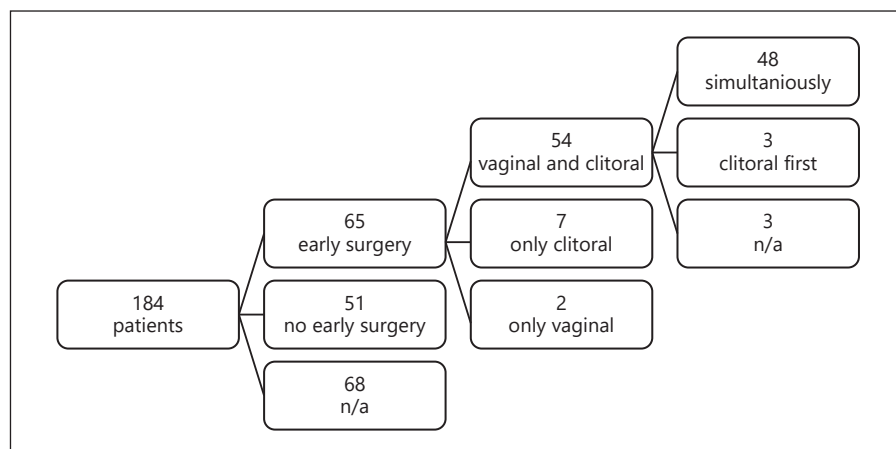 184
patients
65
early surgery
51
no early surgery
68
n/a
54
vaginal and clitoral
7
only clitoral
2
only vaginal
48
simultaniously
3
clitoral first
3
n/a